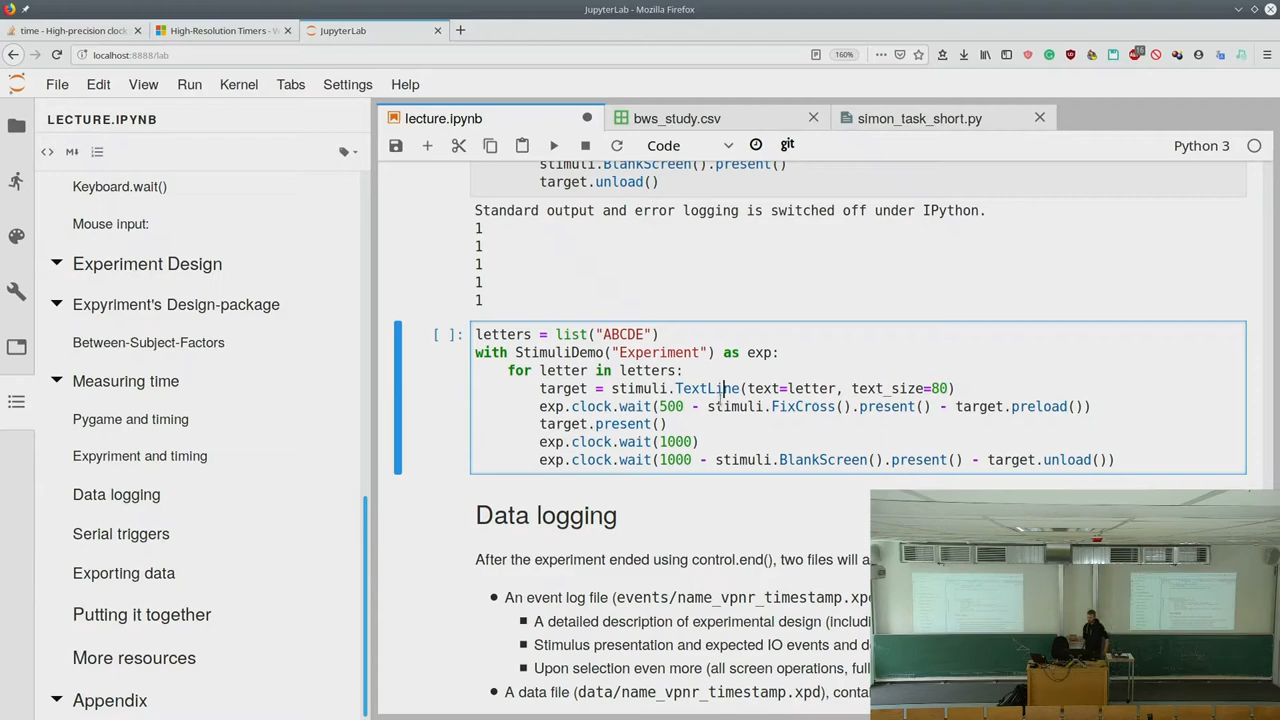 JupyterLab - Mozilla Firefox
time - High-precision clock
High-Resolution Timers - W
JupyterLab
localhost:8888/lab
160%
16
File Edit View Run Kernel Tabs Settings Help
LECTURE.IPYNB
lecture.ipynb
bws_study.csv
simon_task_short.py
Code
git
Python 3
Keyboard.wait()
Mouse input:
Experiment Design
Expyriment's Design-package
Between-Subject-Factors
Measuring time
Pygame and timing
Expyriment and timing
Data logging
Serial triggers
Exporting data
Putting it together
More resources
Appendix
stimuli.BlankScreen().present()
target.unload()
Standard output and error logging is switched off under IPython.
1
1
1
1
1
[ ]:
letters = list("ABCDE")
with StimuliDemo("Experiment") as exp:
for letter in letters:
target = stimuli.TextLine(text=letter, text_size=80)
exp.clock.wait(500 - stimuli.FixCross().present() - target.preload())
target.present()
exp.clock.wait(1000)
exp.clock.wait(1000 - stimuli.BlankScreen().present() - target.unload())
Data logging
After the experiment ended using control.end(), two files will a
An event log file (events/name_vpnr_timestamp.xpe
A detailed description of experimental design (includi
Stimulus presentation and expected IO events and d
Upon selection even more (all screen operations, full
A data file (data/name_vpnr_timestamp.xpd), contai